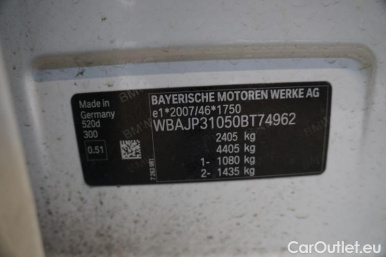 BAYERISCHE MOTOREN WERKE AG
e1*2007/46*1750
WBAJP31050BT74962
2405 kg
4405 kg
1- 1080 kg
2- 1435 kg
Made in
Germany
520d
300
0.51
CarOutlet.eu